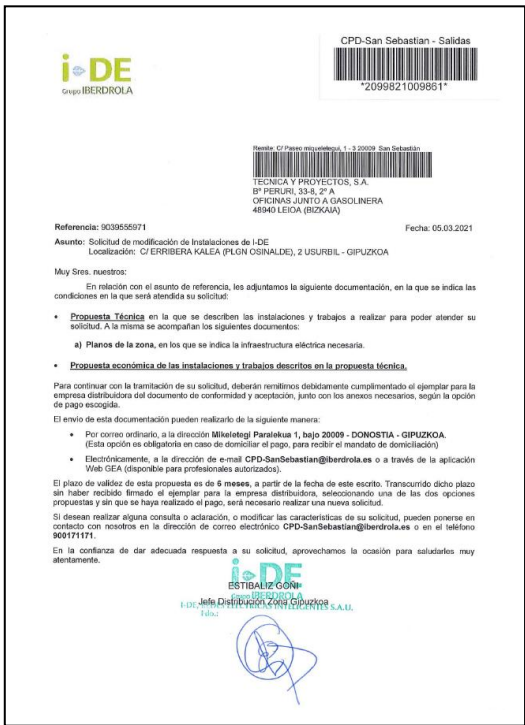 i-DE
Grupo IBERDROLA
CPD-San Sebastian - Salidas
*2099821009861*
Remite: C/ Paseo miqueletegui, 1 - 3 20009 San Sebastián
TECNICA Y PROYECTOS, S.A.
Bº PERURI, 33-8, 2º A
OFICINAS JUNTO A GASOLINERA
48940 LEIOA (BIZKAIA)
Referencia: 9039555971 Fecha: 05.03.2021
Asunto: Solicitud de modificación de Instalaciones de I-DE
Localización: C/ ERRIBERA KALEA (PLGN OSINALDE), 2 USURBIL - GIPUZKOA
Muy Sres. nuestros:
En relación con el asunto de referencia, les adjuntamos la siguiente documentación, en la que se indica las
condiciones en la que será atendida su solicitud:
• Propuesta Técnica en la que se describen las instalaciones y trabajos a realizar para poder atender su
solicitud. A la misma se acompañan los siguientes documentos:
a) Planos de la zona, en los que se indica la infraestructura eléctrica necesaria.
• Propuesta económica de las instalaciones y trabajos descritos en la propuesta técnica.
Para continuar con la tramitación de su solicitud, deberán remitirnos debidamente cumplimentado el ejemplar para la
empresa distribuidora del documento de conformidad y aceptación, junto con los anexos necesarios, según la opción
de pago escogida.
El envio de esta documentación pueden realizarlo de la siguiente manera:
• Por correo ordinario, a la dirección Mikeletegi Paralekua 1, bajo 20009 - DONOSTIA - GIPUZKOA.
(Esta opción es obligatoria en caso de domiciliar el pago, para recibir el mandato de domiciliación)
• Electrónicamente, a la dirección de e-mail CPD-SanSebastian@iberdrola.es o a través de la aplicación
Web GEA (disponible para profesionales autorizados).
El plazo de validez de esta propuesta es de 6 meses, a partir de la fecha de este escrito. Transcurrido dicho plazo
sin haber recibido firmado el ejemplar para la empresa distribuidora, seleccionando una de las dos opciones
propuestas y sin que se haya realizado el pago, será necesario realizar una nueva solicitud.
Si desean realizar alguna consulta o aclaración, o modificar las características de su solicitud, pueden ponerse en
contacto con nosotros en la dirección de correo electrónico CPD-SanSebastian@iberdrola.es o en el teléfono
900171171.
En la confianza de dar adecuada respuesta a su solicitud, aprovechamos la ocasión para saludarles muy
atentamente.
i-DE
ESTIBALIZ GOÑI
Grupo IBERDROLA
Jefe Distribución Zona Gipuzkoa
I-DE, REDES ELÉCTRICAS INTELIGENTES S.A.U.
Fdo.: